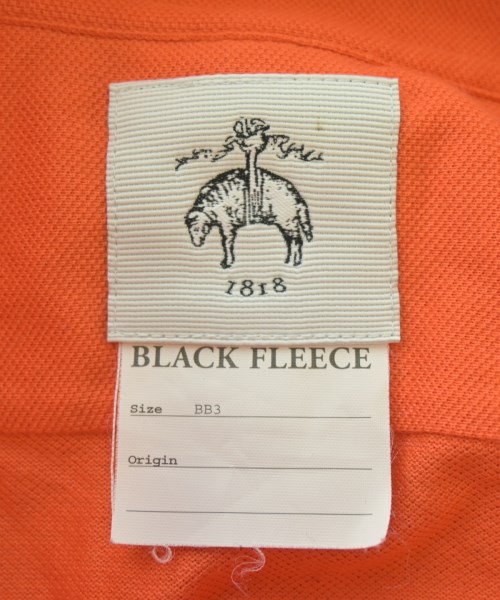 1818
BLACK FLEECE
Size BB3
Origin